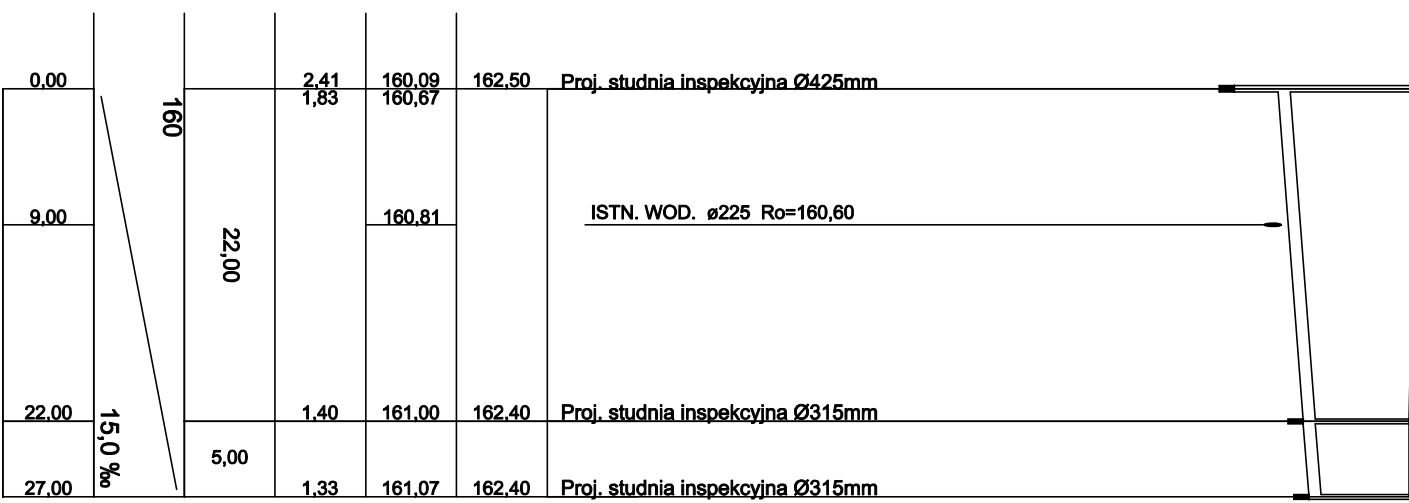 0,00 2,41 160,09 162,50 Proj. studnia inspekcyjna Ø425mm
1,83 160,67
160
9,00 160,81 ISTN. WOD. ø225 Ro=160,60
22,00
22,00 1,40 161,00 162,40 Proj. studnia inspekcyjna Ø315mm
15,0 ‰
5,00
27,00 1,33 161,07 162,40 Proj. studnia inspekcyjna Ø315mm